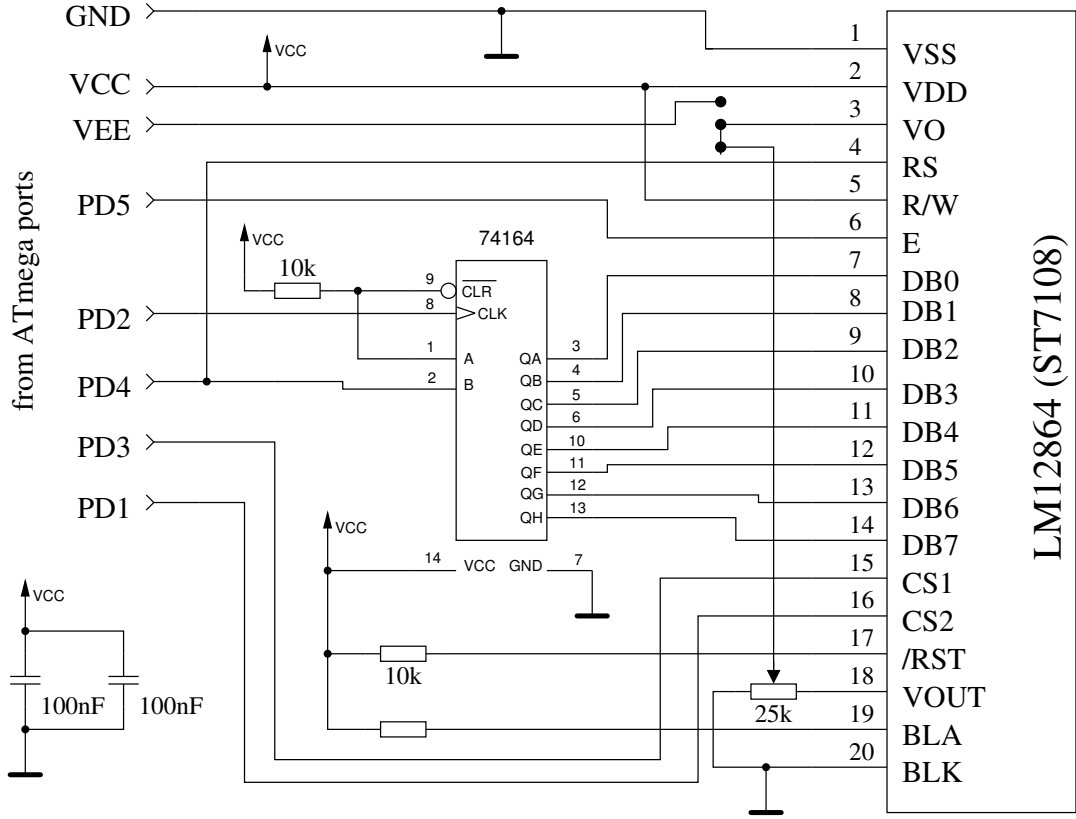 GND
1
VSS
VCC
VCC
2
VDD
VEE
3
VO
4
RS
from ATmega ports
PD5
5
R/W
6
E
74164
VCC
10k
9
CLR
7
DB0
PD2
8
CLK
8
DB1
1
A
QA
3
9
DB2
PD4
2
B
QB
4
10
DB3
QC
5
QD
6
11
DB4
PD3
QE
10
12
DB5
QF
11
PD1
QG
12
13
DB6
QH
13
14
DB7
VCC
14
VCC
GND
7
15
CS1
VCC
16
CS2
17
/RST
10k
100nF
100nF
18
VOUT
25k
19
BLA
20
BLK
LM12864 (ST7108)